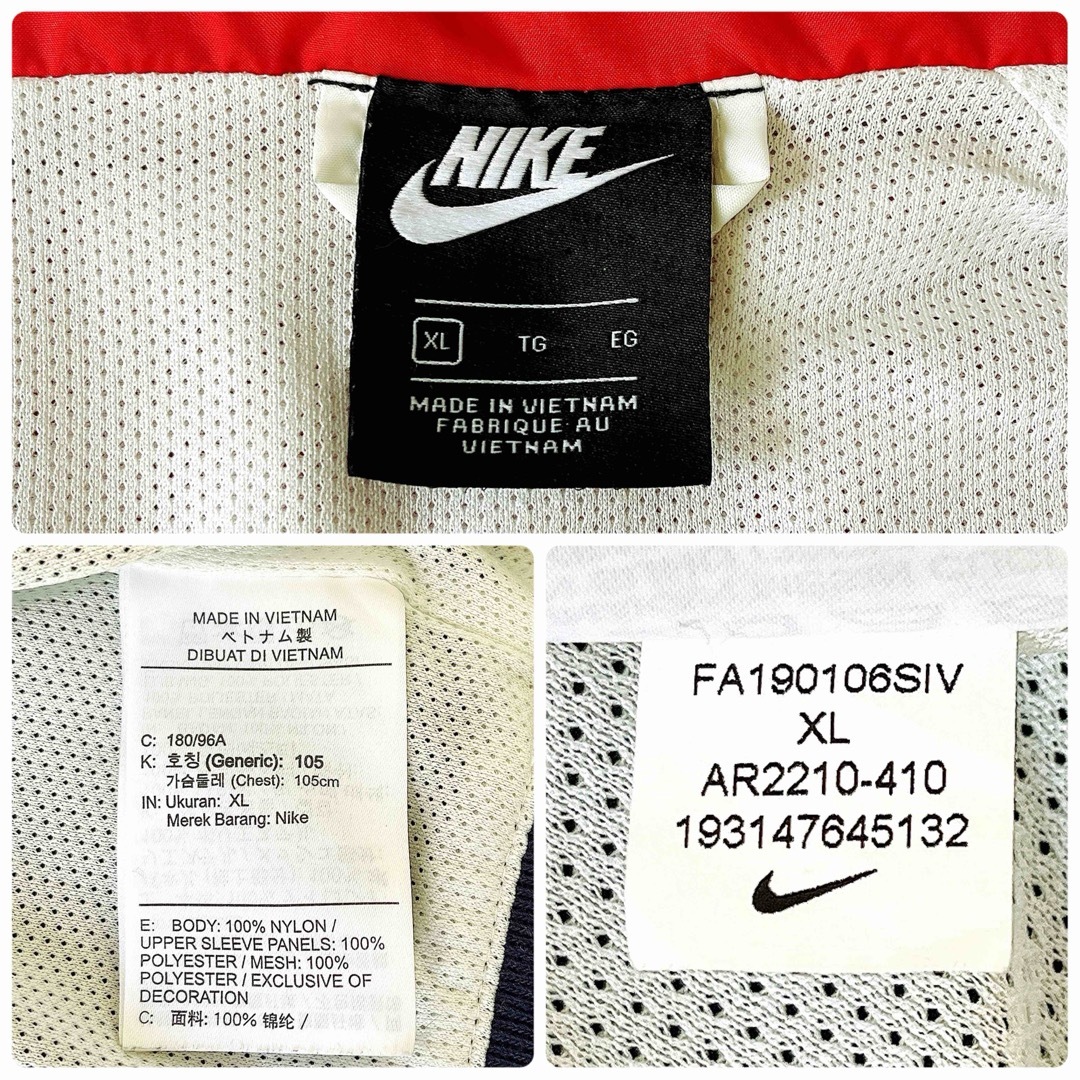 NIKE
XL TG EG
MADE IN VIETNAM
FABRIQUE AU
VIETNAM
MADE IN VIETNAM
ベトナム製
DIBUAT DI VIETNAM
C: 180/96A
K: 호칭 (Generic): 105
가슴둘레 (Chest): 105cm
IN: Ukuran: XL
Merek Barang: Nike
E: BODY: 100% NYLON /
UPPER SLEEVE PANELS: 100%
POLYESTER / MESH: 100%
POLYESTER / EXCLUSIVE OF
DECORATION
C: 面料: 100% 锦纶 /
FA190106SIV
XL
AR2210-410
193147645132